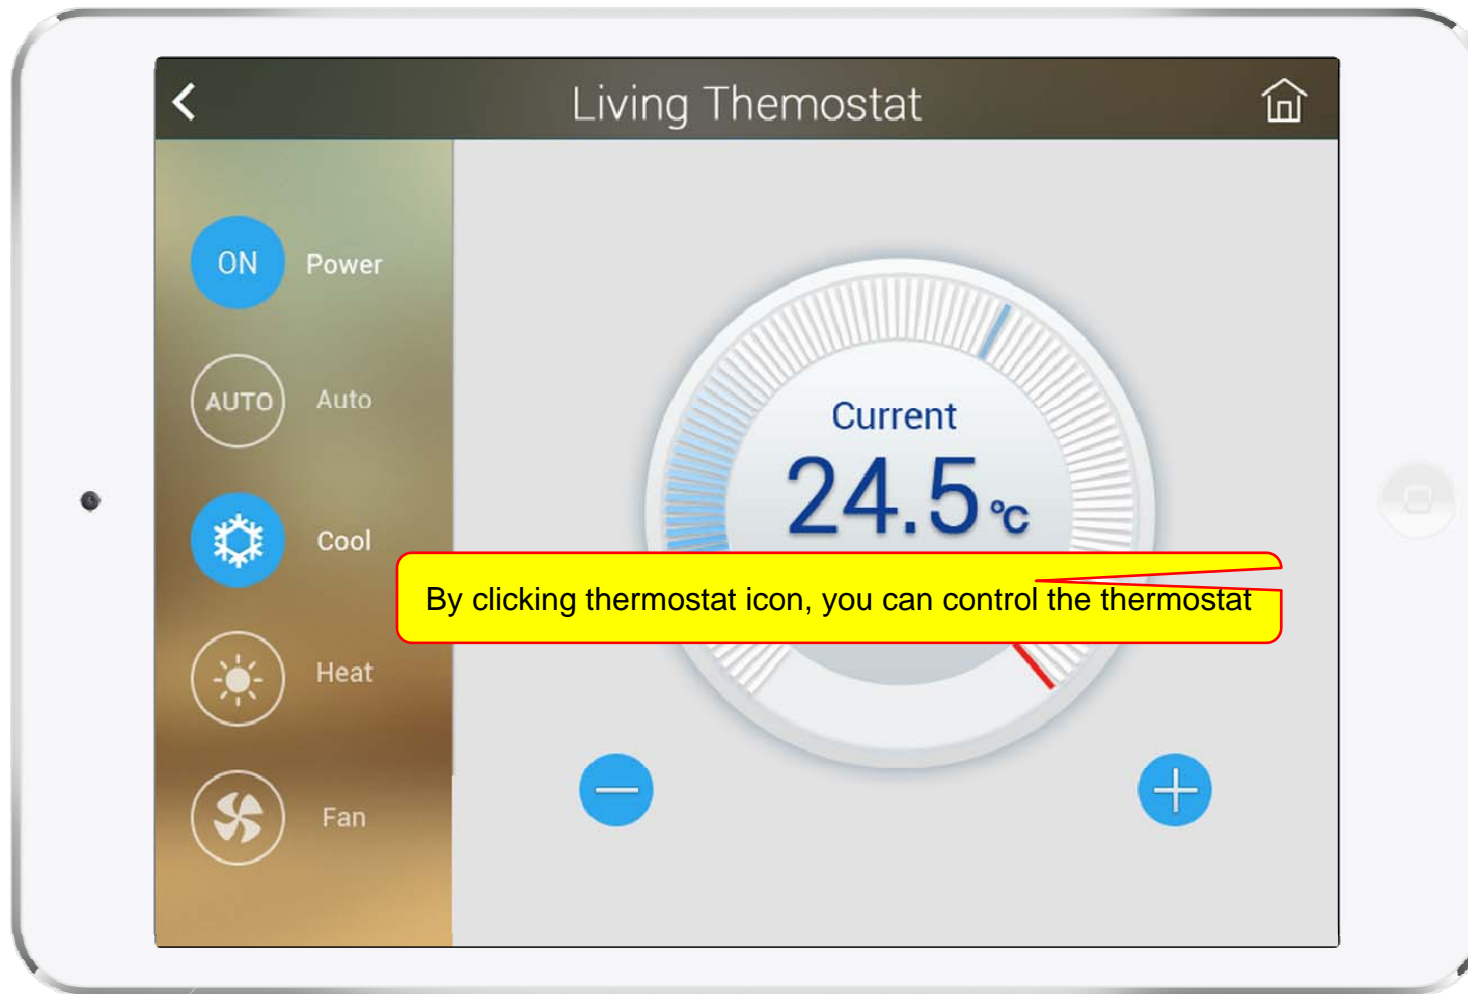 Living Themostat
ON Power
AUTO Auto
Cool
Heat
Fan
Current
24.5 °C
By clicking thermostat icon, you can control the thermostat